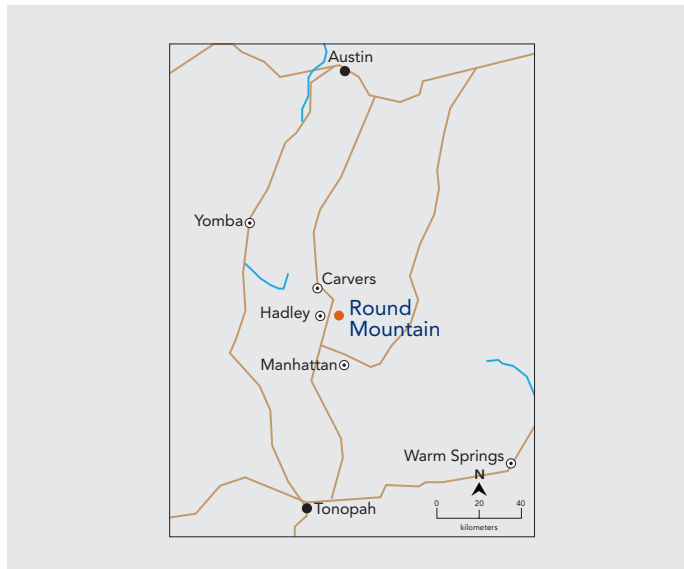 Austin
Yomba
Carvers
Hadley
Round
Mountain
Manhattan
Warm Springs
N
0 20 40
kilometers
Tonopah